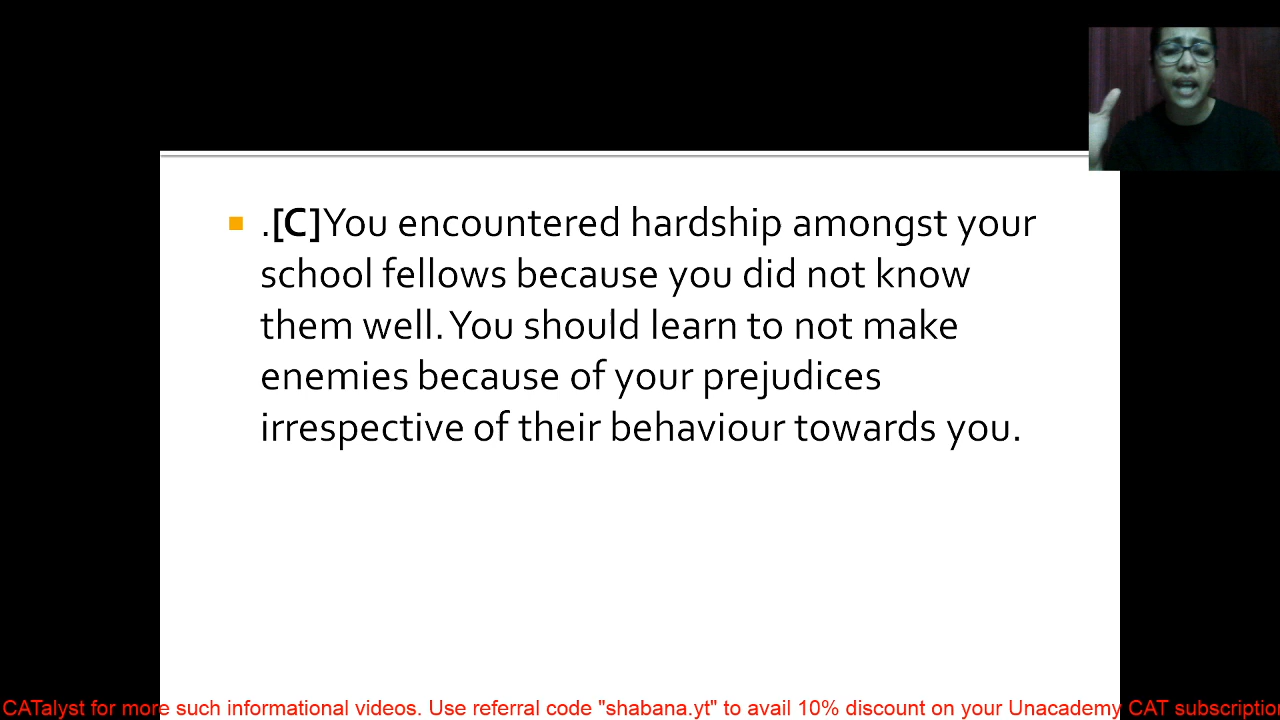 .[C]You encountered hardship amongst your
school fellows because you did not know
them well. You should learn to not make
enemies because of your prejudices
irrespective of their behaviour towards you.
CATalyst for more such informational videos. Use referral code "shabana.yt" to avail 10% discount on your Unacademy CAT subscriptio